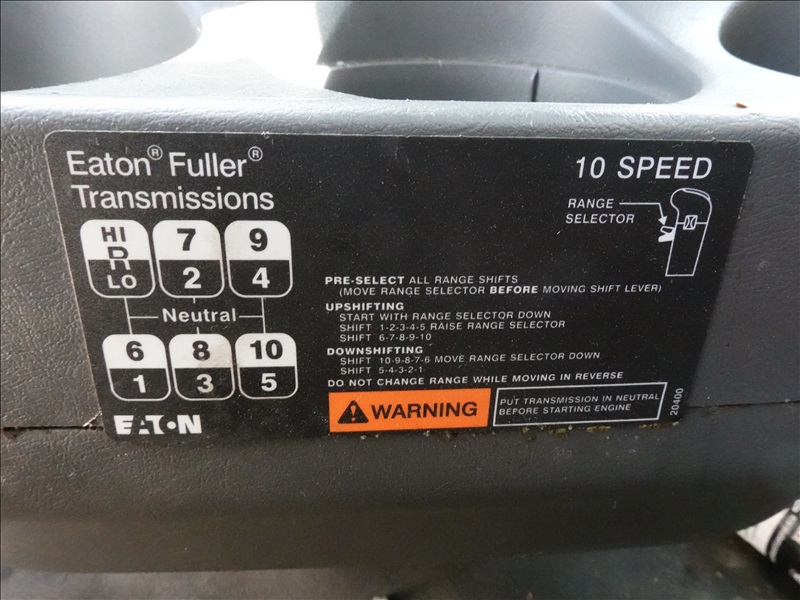 Eaton® Fuller®
Transmissions
10 SPEED
RANGE
SELECTOR
HI
R
LO
7
2
9
4
Neutral
6
1
8
3
10
5
EATON
PRE-SELECT ALL RANGE SHIFTS
(MOVE RANGE SELECTOR BEFORE MOVING SHIFT LEVER)
UPSHIFTING
START WITH RANGE SELECTOR DOWN
SHIFT 1-2-3-4-5 RAISE RANGE SELECTOR
SHIFT 6-7-8-9-10
DOWNSHIFTING
SHIFT 10-9-8-7-6 MOVE RANGE SELECTOR DOWN
SHIFT 5-4-3-2-1
DO NOT CHANGE RANGE WHILE MOVING IN REVERSE
WARNING
PUT TRANSMISSION IN NEUTRAL
BEFORE STARTING ENGINE
20400